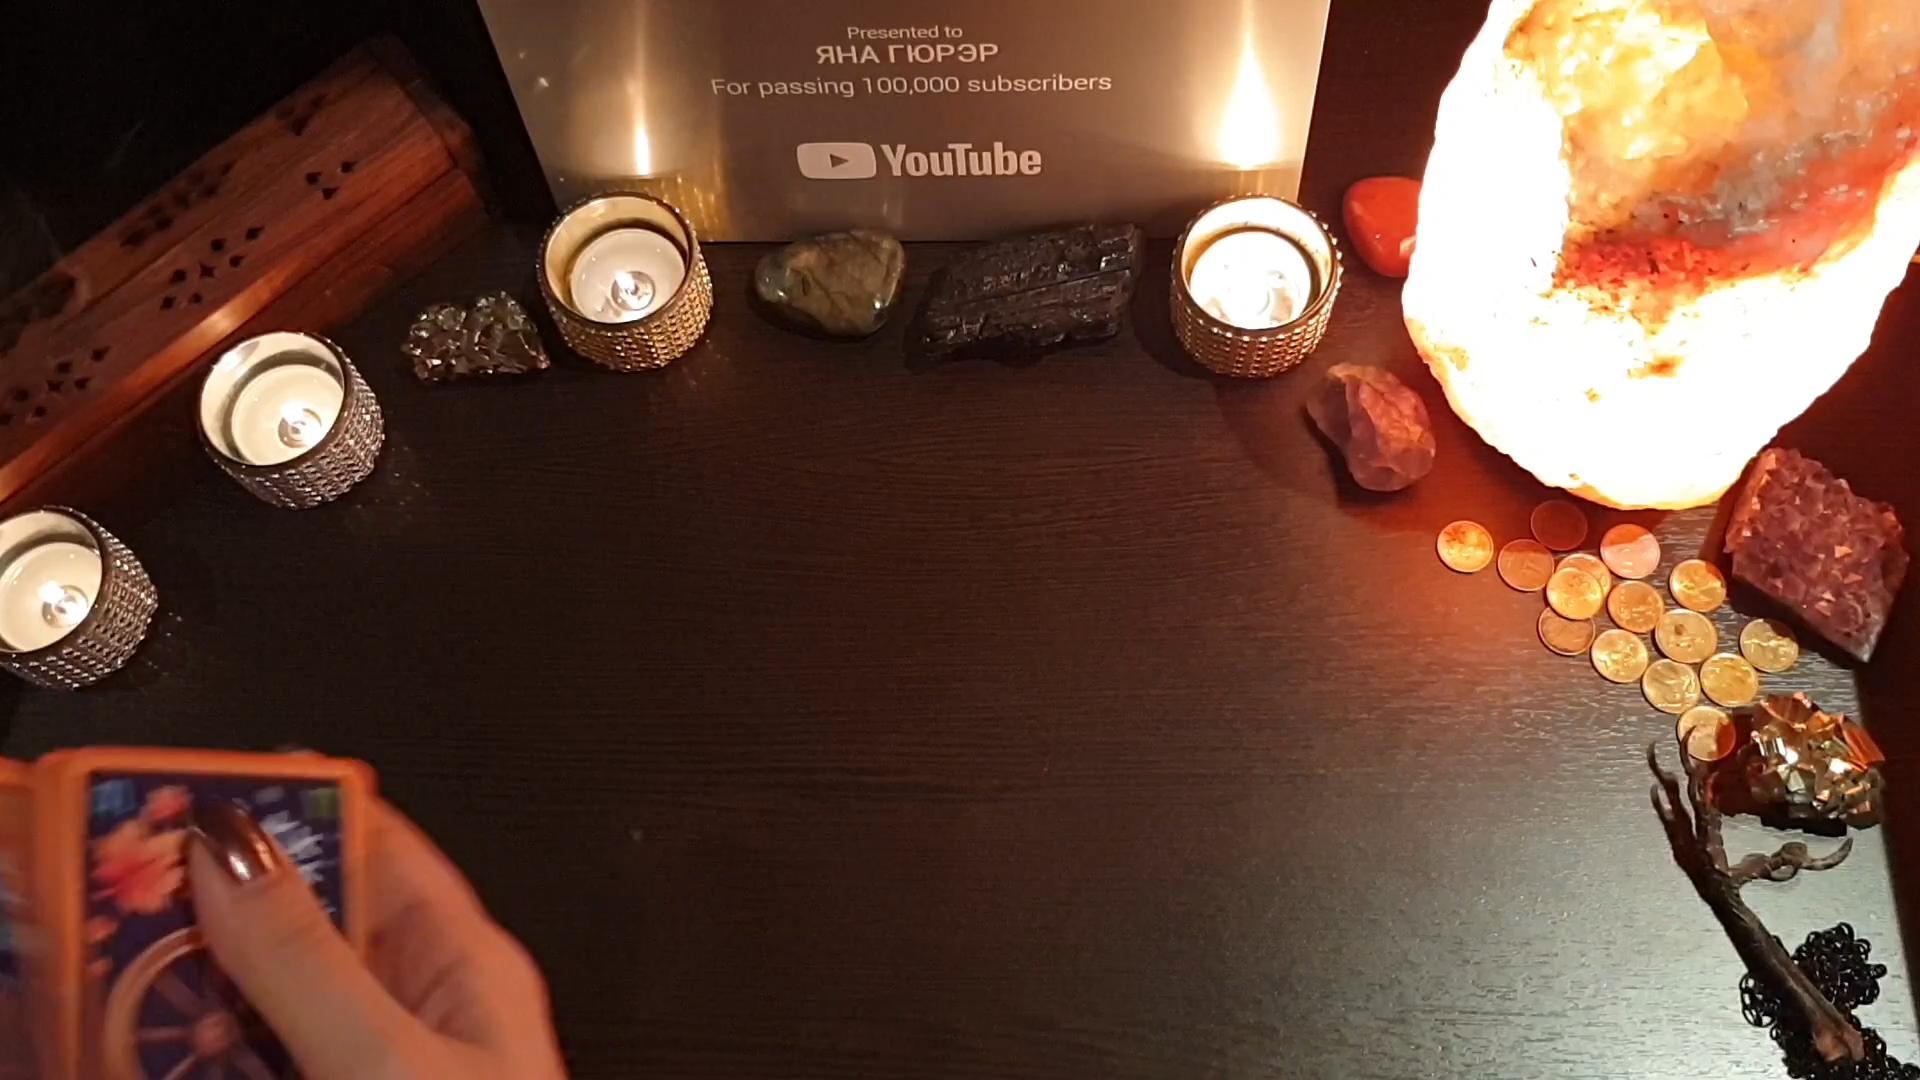 Presented to
ЯНА ГЮРЭР
For passing 100,000 subscribers
YouTube